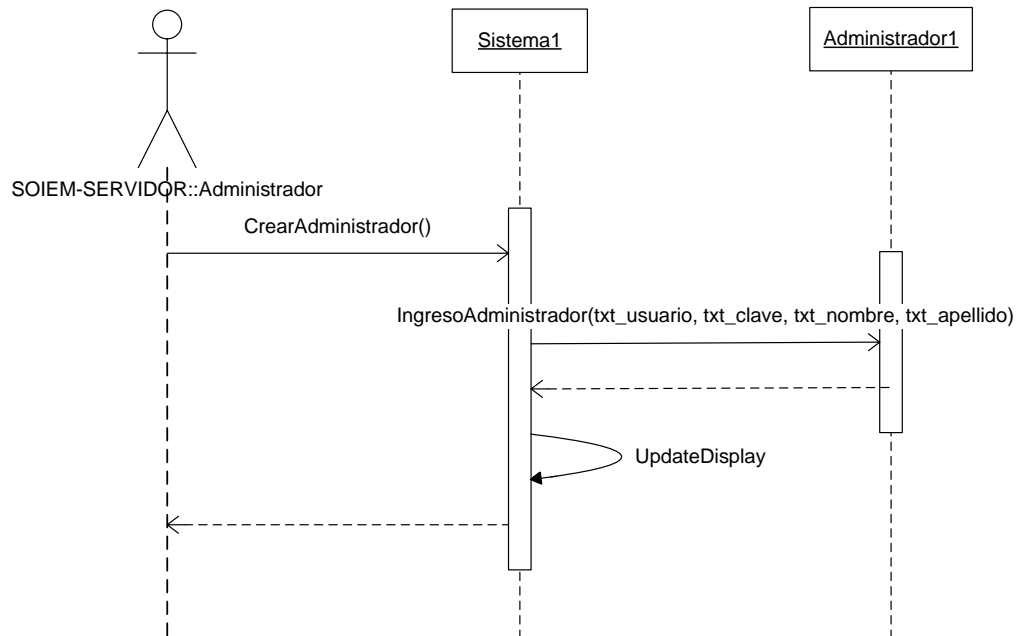 Sistema1
Administrador1
SOIEM-SERVIDOR::Administrador
CrearAdministrador()
IngresoAdministrador(txt_usuario, txt_clave, txt_nombre, txt_apellido)
UpdateDisplay